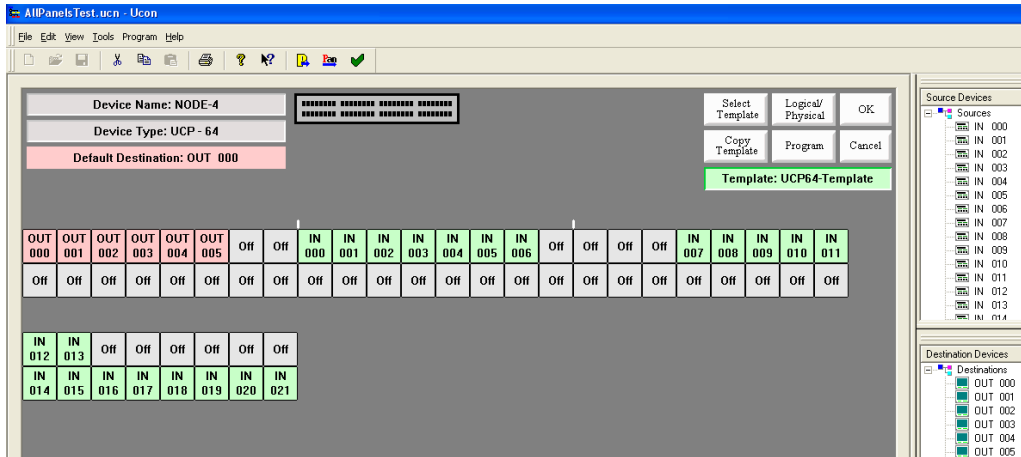 AllPanelsTest.ucn - Ucon
File Edit View Tools Program Help
Device Name: NODE-4
Device Type: UCP - 64
Default Destination: OUT 000
Select Template
Logical/ Physical
OK
Copy Template
Program
Cancel
Template: UCP64-Template
OUT 000 OUT 001 OUT 002 OUT 003 OUT 004 OUT 005 Off Off IN 000 IN 001 IN 002 IN 003 IN 004 IN 005 IN 006 Off Off Off Off IN 007 IN 008 IN 009 IN 010 IN 011
Off Off Off Off Off Off Off Off Off Off Off Off Off Off Off Off Off Off Off Off Off Off Off Off
IN 012 IN 013 Off Off Off Off Off Off
IN 014 IN 015 IN 016 IN 017 IN 018 IN 019 IN 020 IN 021
Source Devices
Sources
IN 000
IN 001
IN 002
IN 003
IN 004
IN 005
IN 006
IN 007
IN 008
IN 009
IN 010
IN 011
IN 012
IN 013
IN 014
Destination Devices
Destinations
OUT 000
OUT 001
OUT 002
OUT 003
OUT 004
OUT 005